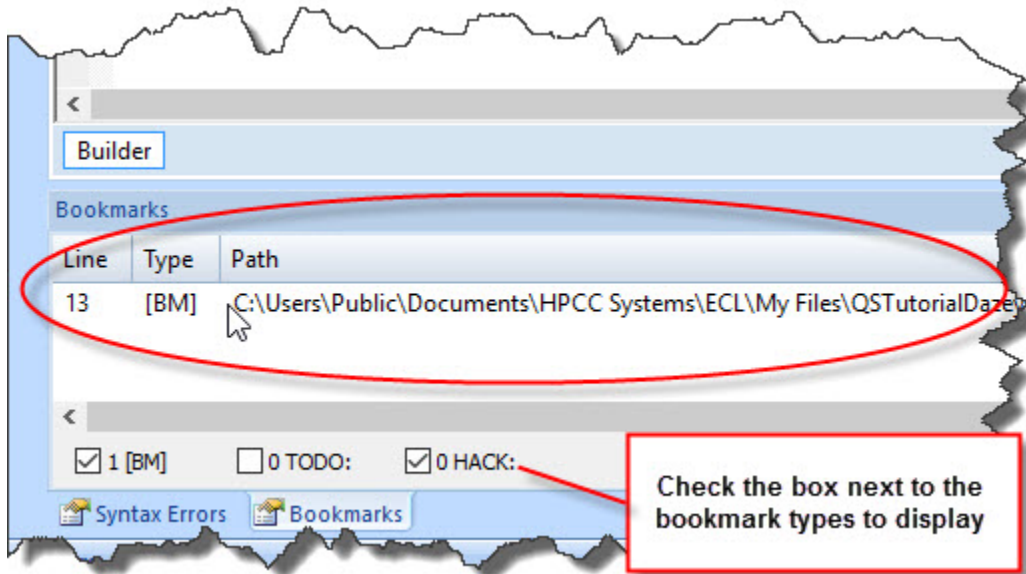 Builder
Bookmarks
Line Type Path
13 [BM] C:\Users\Public\Documents\HPCC Systems\ECL\My Files\QSTutorialDaze
1 [BM] 0 TODO: 0 HACK:
Check the box next to the
bookmark types to display
Syntax Errors Bookmarks